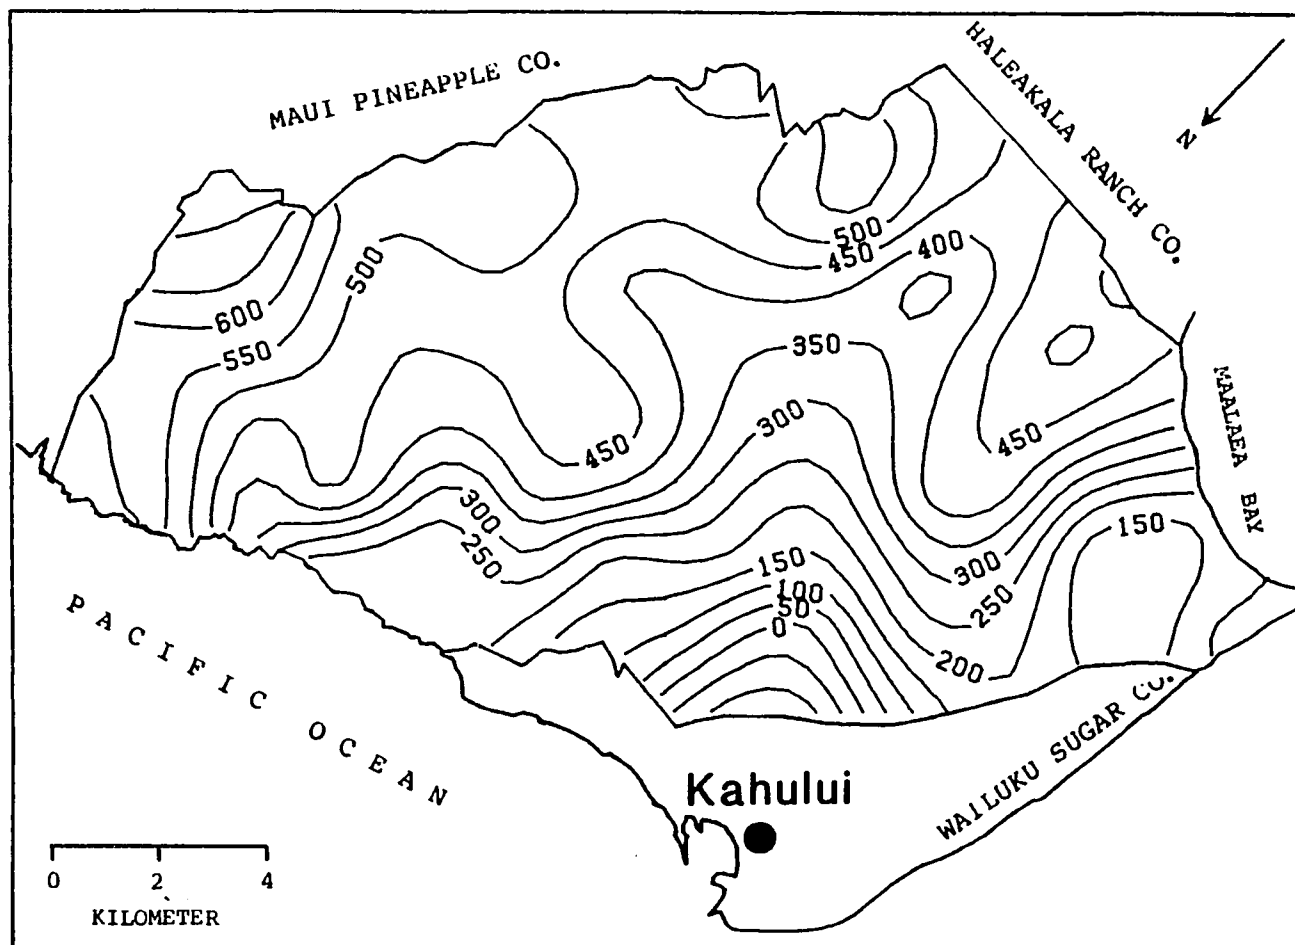 MAUI PINEAPPLE CO.
HALEAKALA RANCH CO.
N
500
450
400
500
600
550
350
300
450
450
MAALAEA BAY
300
250
150
300
250
200
150
100
50
0
PACIFIC OCEAN
WAILUKU SUGAR CO.
Kahului
0 2 4
KILOMETER